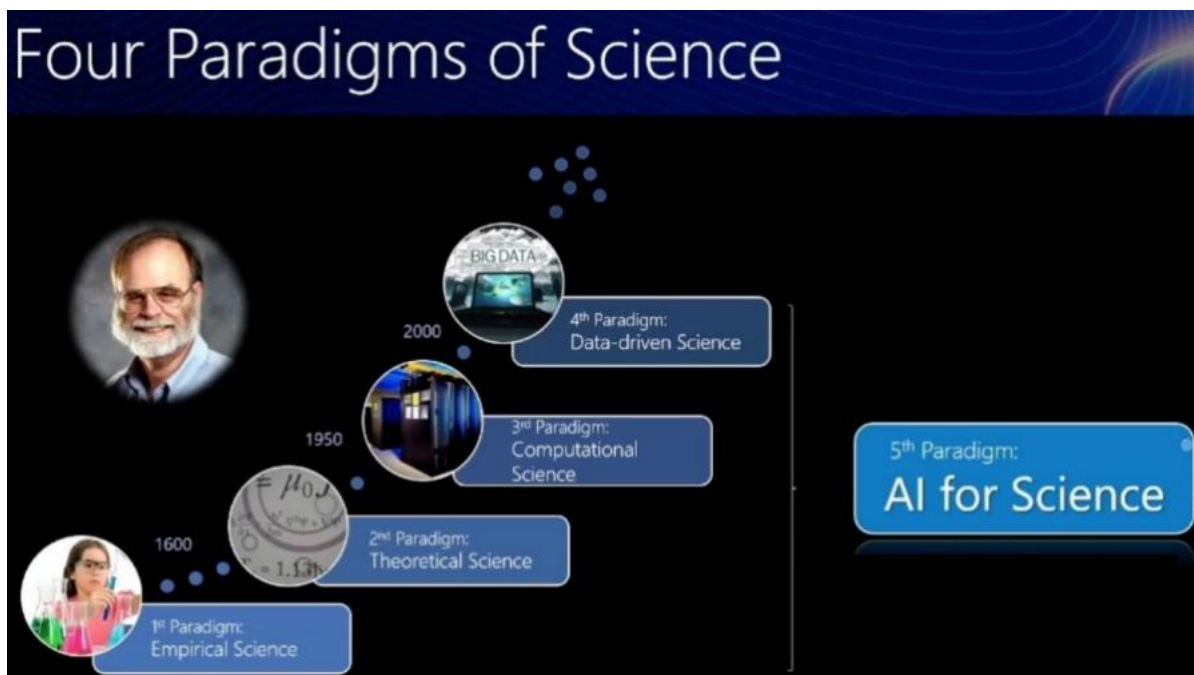 Four Paradigms of Science
BIG DATA
2000
4th Paradigm:
Data-driven Science
1950
3rd Paradigm:
Computational
Science
5th Paradigm:
AI for Science
= μ₀J
1600
2nd Paradigm:
Theoretical Science
1st Paradigm:
Empirical Science